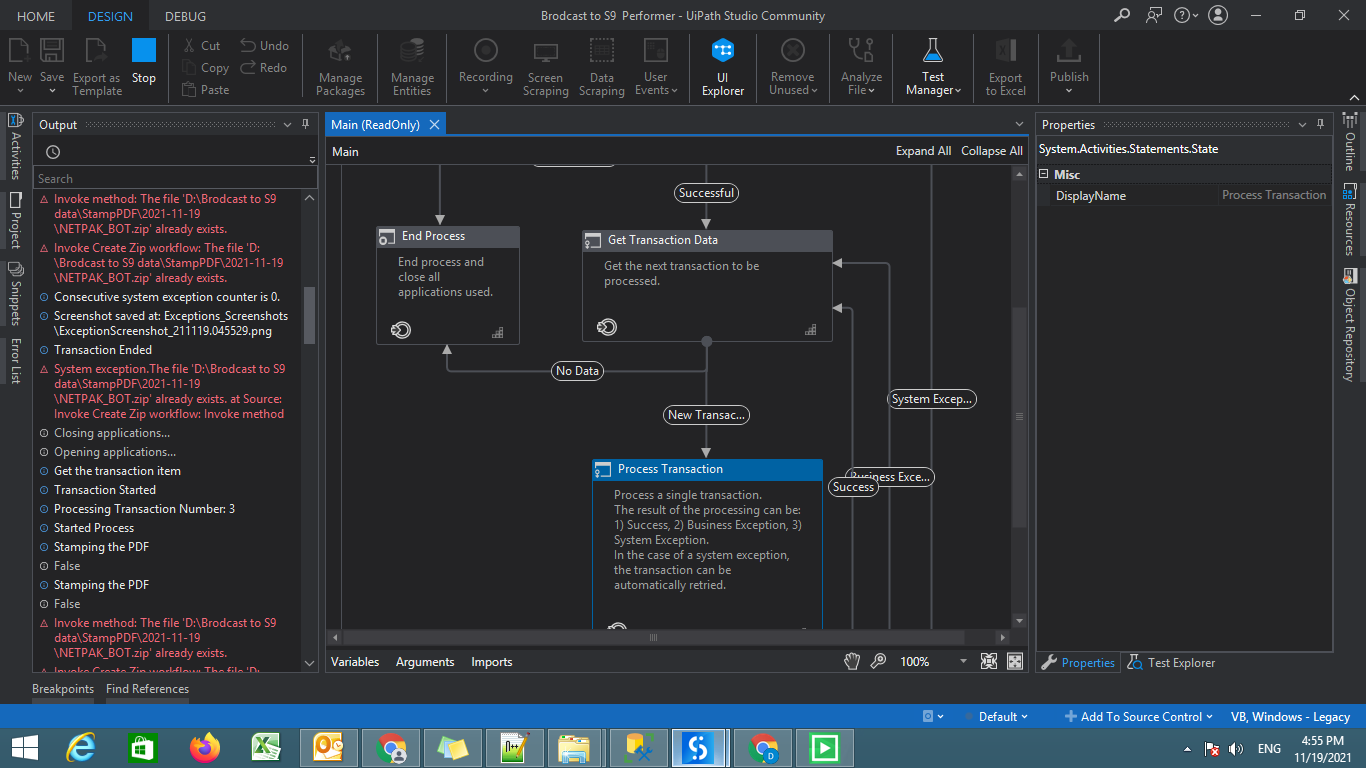 HOME
DESIGN
DEBUG
Brodcast to S9 Performer - UiPath Studio Community
New
Save
Export as
Template
Stop
Cut
Copy
Paste
Undo
Redo
Manage
Packages
Manage
Entities
Recording
Screen
Scraping
Data
Scraping
User
Events
UI
Explorer
Remove
Unused
Analyze
File
Test
Manager
Export
to Excel
Publish
Activities
Project
Snippets
Error List
Output
Search
Invoke method: The file 'D:\Brodcast to S9
data\StampPDF\2021-11-19
\NETPAK_BOT.zip' already exists.
Invoke Create Zip workflow: The file 'D:
\Brodcast to S9 data\StampPDF\2021-11-19
\NETPAK_BOT.zip' already exists.
Consecutive system exception counter is 0.
Screenshot saved at: Exceptions_Screenshots
\ExceptionScreenshot_211119.045529.png
Transaction Ended
System exception.The file 'D:\Brodcast to S9
data\StampPDF\2021-11-19
\NETPAK_BOT.zip' already exists. at Source:
Invoke Create Zip workflow: Invoke method
Closing applications...
Opening applications...
Get the transaction item
Transaction Started
Processing Transaction Number: 3
Started Process
Stamping the PDF
False
Stamping the PDF
False
Invoke method: The file 'D:\Brodcast to S9
data\StampPDF\2021-11-19
\NETPAK_BOT.zip' already exists.
Invoke Create Zip workflow: The file 'D:
Breakpoints
Find References
Main (ReadOnly)
Main
Expand All
Collapse All
Successful
End Process
End process and
close all
applications used.
Get Transaction Data
Get the next transaction to be
processed.
No Data
New Transac...
System Excep...
Business Exce...
Success
Process Transaction
Process a single transaction.
The result of the processing can be:
1) Success, 2) Business Exception, 3)
System Exception.
In the case of a system exception,
the transaction can be
automatically retried.
Variables
Arguments
Imports
100%
Properties
System.Activities.Statements.State
Misc
DisplayName
Process Transaction
Properties
Test Explorer
Outline
Resources
Object Repository
Default
Add To Source Control
VB, Windows - Legacy
ENG
4:55 PM
11/19/2021